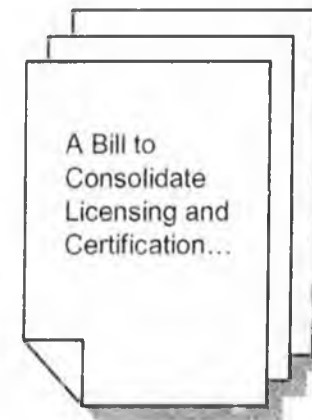 A Bill to
Consolidate
Licensing and
Certification...